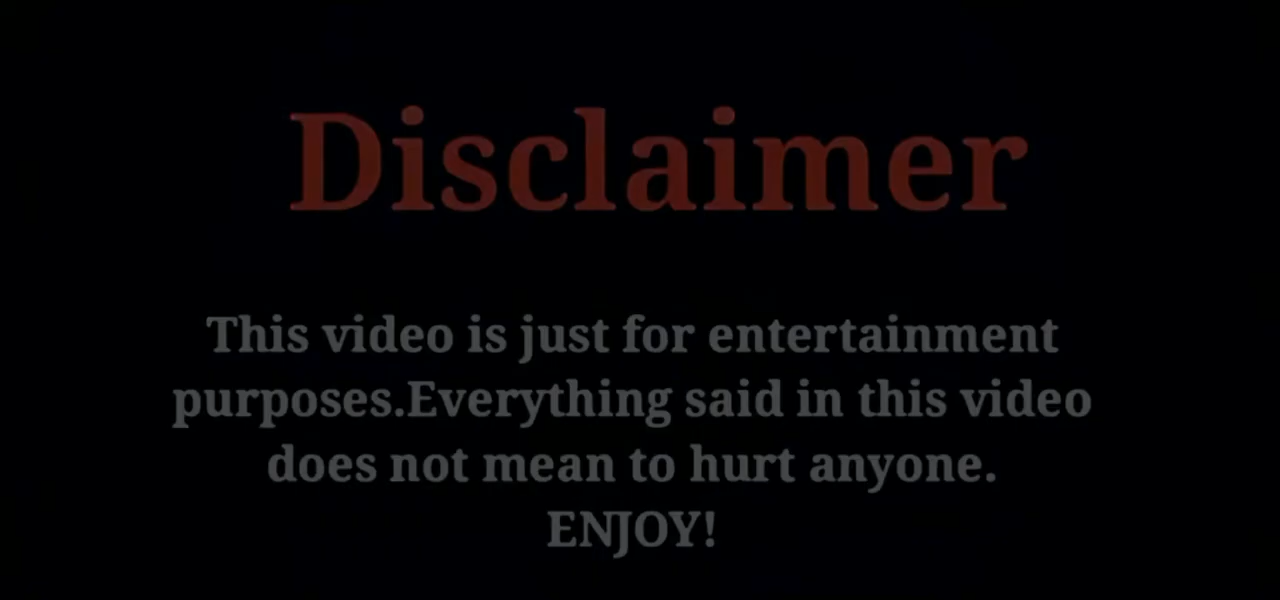 Disclaimer
This video is just for entertainment
purposes.Everything said in this video
does not mean to hurt anyone.
ENJOY!